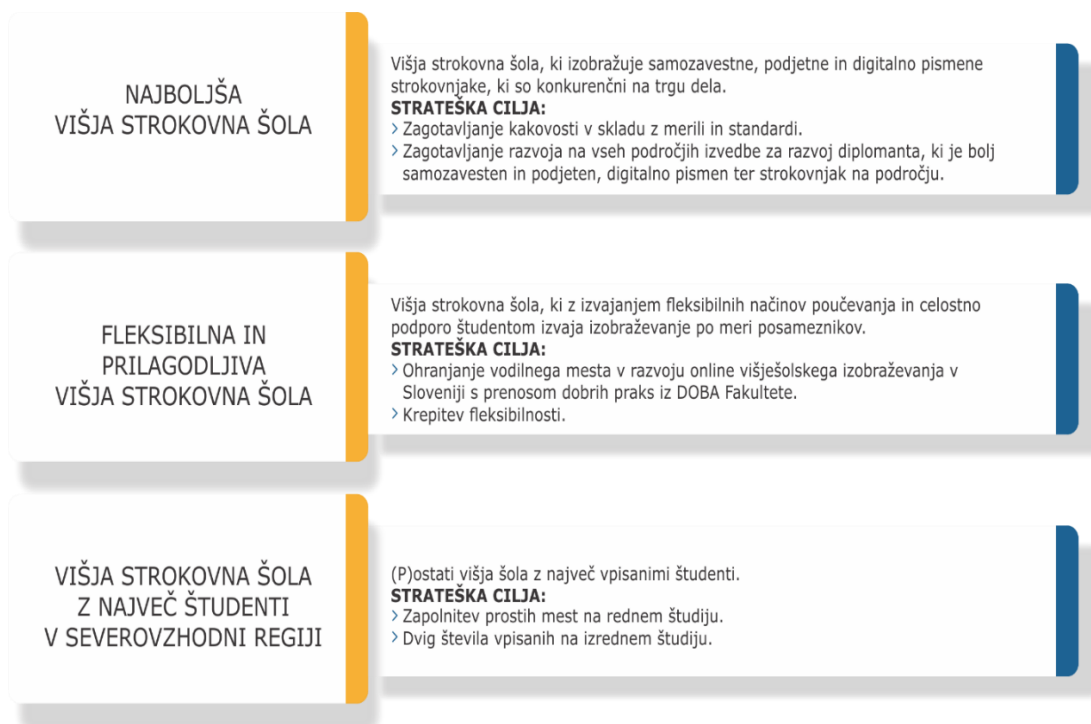 NAJBOLJŠA
VIŠJA STROKOVNA ŠOLA
Višja strokovna šola, ki izobražuje samozavestne, podjetne in digitalno pismene
strokovnjake, ki so konkurenčni na trgu dela.
STRATEŠKA CILJA:
> Zagotavljanje kakovosti v skladu z merili in standardi.
> Zagotavljanje razvoja na vseh področjih izvedbe za razvoj diplomanta, ki je bolj
samozavesten in podjeten, digitalno pismen ter strokovnjak na področju.
FLEKSIBILNA IN
PRILAGODLJIVA
VIŠJA STROKOVNA ŠOLA
Višja strokovna šola, ki z izvajanjem fleksibilnih načinov poučevanja in celostno
podporo študentom izvaja izobraževanje po meri posameznikov.
STRATEŠKA CILJA:
> Ohranjanje vodilnega mesta v razvoju online višješolskega izobraževanja v
Sloveniji s prenosom dobrih praks iz DOBA Fakultete.
> Krepitev fleksibilnosti.
VIŠJA STROKOVNA ŠOLA
Z NAJVEČ ŠTUDENTI
V SEVEROVZHODNI REGIJI
(P)ostati višja šola z največ vpisanimi študenti.
STRATEŠKA CILJA:
> Zapolnitev prostih mest na rednem študiju.
> Dvig števila vpisanih na izrednem študiju.